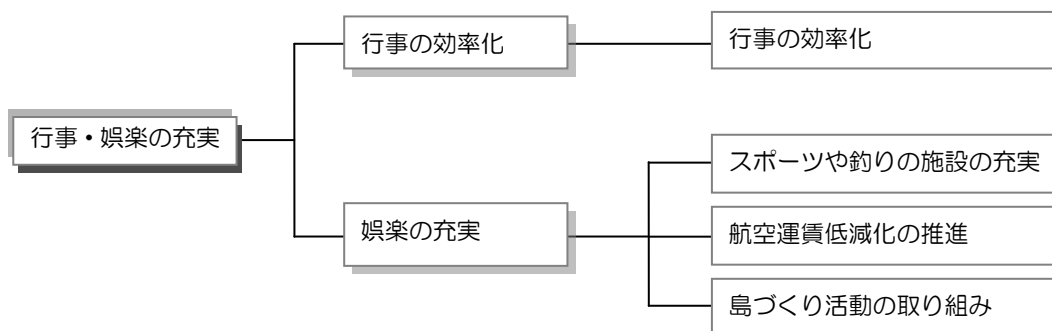 行事・娯楽の充実
行事の効率化
行事の効率化
娯楽の充実
スポーツや釣りの施設の充実
航空運賃低減化の推進
島づくり活動の取り組み